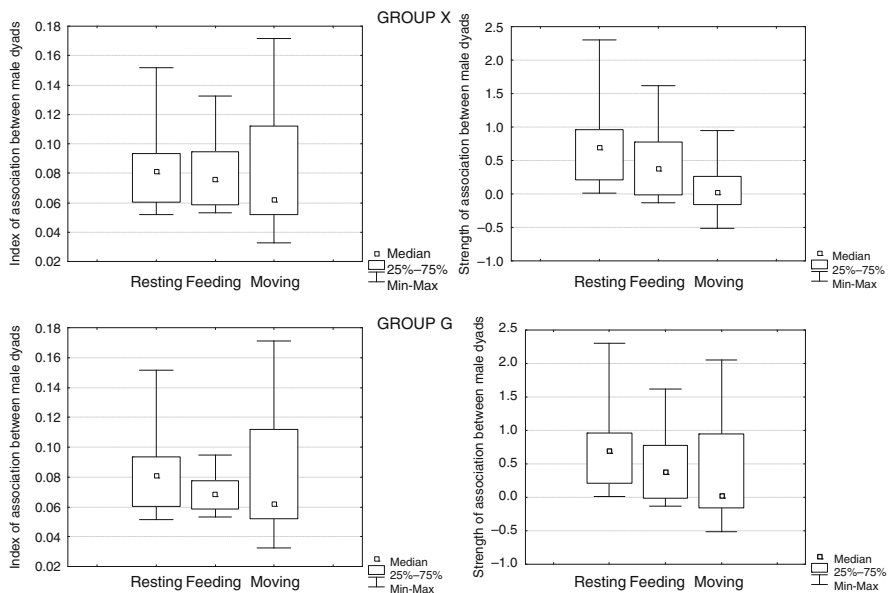 GROUP X
Index of association between male dyads
0.18
0.16
0.14
0.12
0.10
0.08
0.06
0.04
0.02
Resting Feeding Moving
Median
25%–75%
Min-Max
Strength of association between male dyads
2.5
2.0
1.5
1.0
0.5
0.0
−0.5
−1.0
Resting Feeding Moving
Median
25%–75%
Min-Max
GROUP G
Index of association between male dyads
0.18
0.16
0.14
0.12
0.10
0.08
0.06
0.04
0.02
Resting Feeding Moving
Median
25%–75%
Min-Max
Strength of association between male dyads
2.5
2.0
1.5
1.0
0.5
0.0
−0.5
−1.0
Resting Feeding Moving
Median
25%–75%
Min-Max